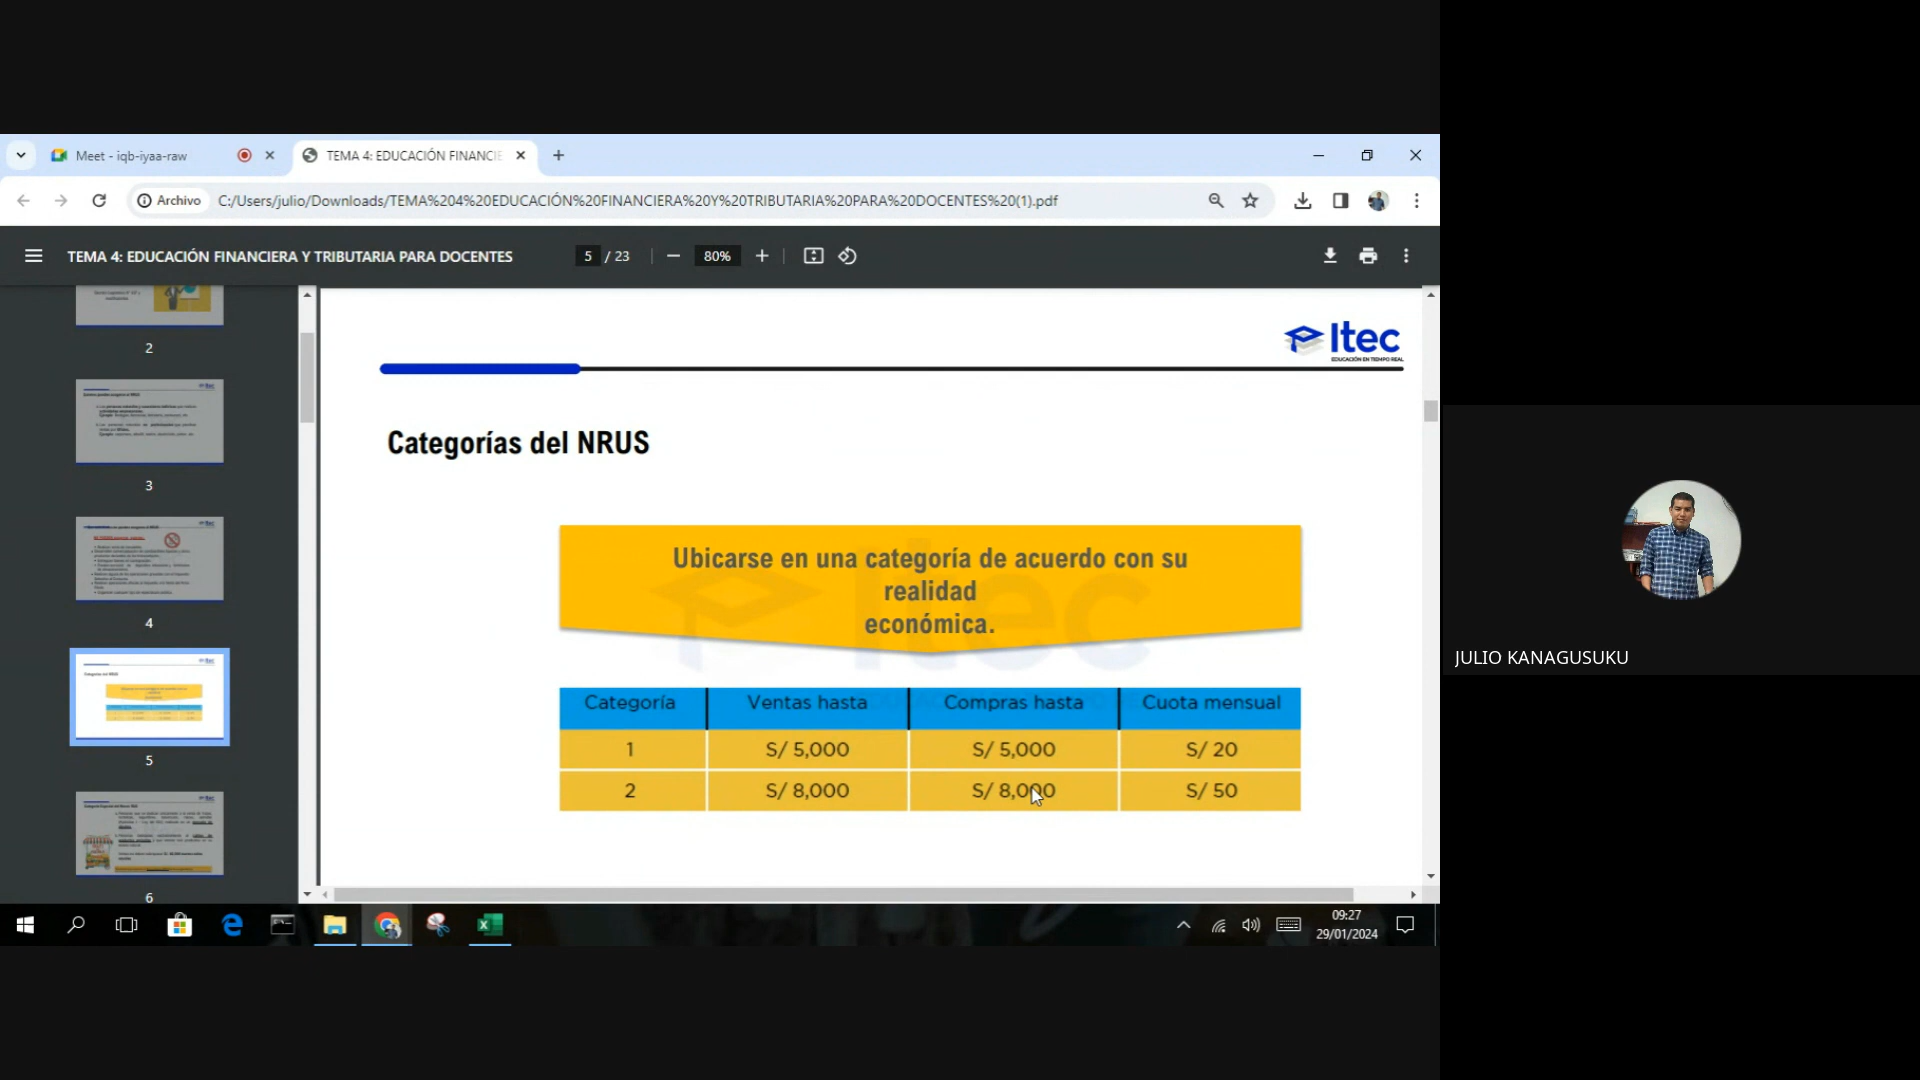 Meet - iqb-iyaa-raw
TEMA 4: EDUCACIÓN FINANCIE
Archivo
C:/Users/julio/Downloads/TEMA%204%20EDUCACIÓN%20FINANCIERA%20Y%20TRIBUTARIA%20PARA%20DOCENTES%20(1).pdf
TEMA 4: EDUCACIÓN FINANCIERA Y TRIBUTARIA PARA DOCENTES
5 / 23
80%
2
3
4
5
6
Itec
EDUCACIÓN EN TIEMPO REAL
Categorías del NRUS
Ubicarse en una categoría de acuerdo con su
realidad
económica.
Categoría Ventas hasta Compras hasta Cuota mensual
1 S/ 5,000 S/ 5,000 S/ 20
2 S/ 8,000 S/ 8,000 S/ 50
JULIO KANAGUSUKU
09:27
29/01/2024